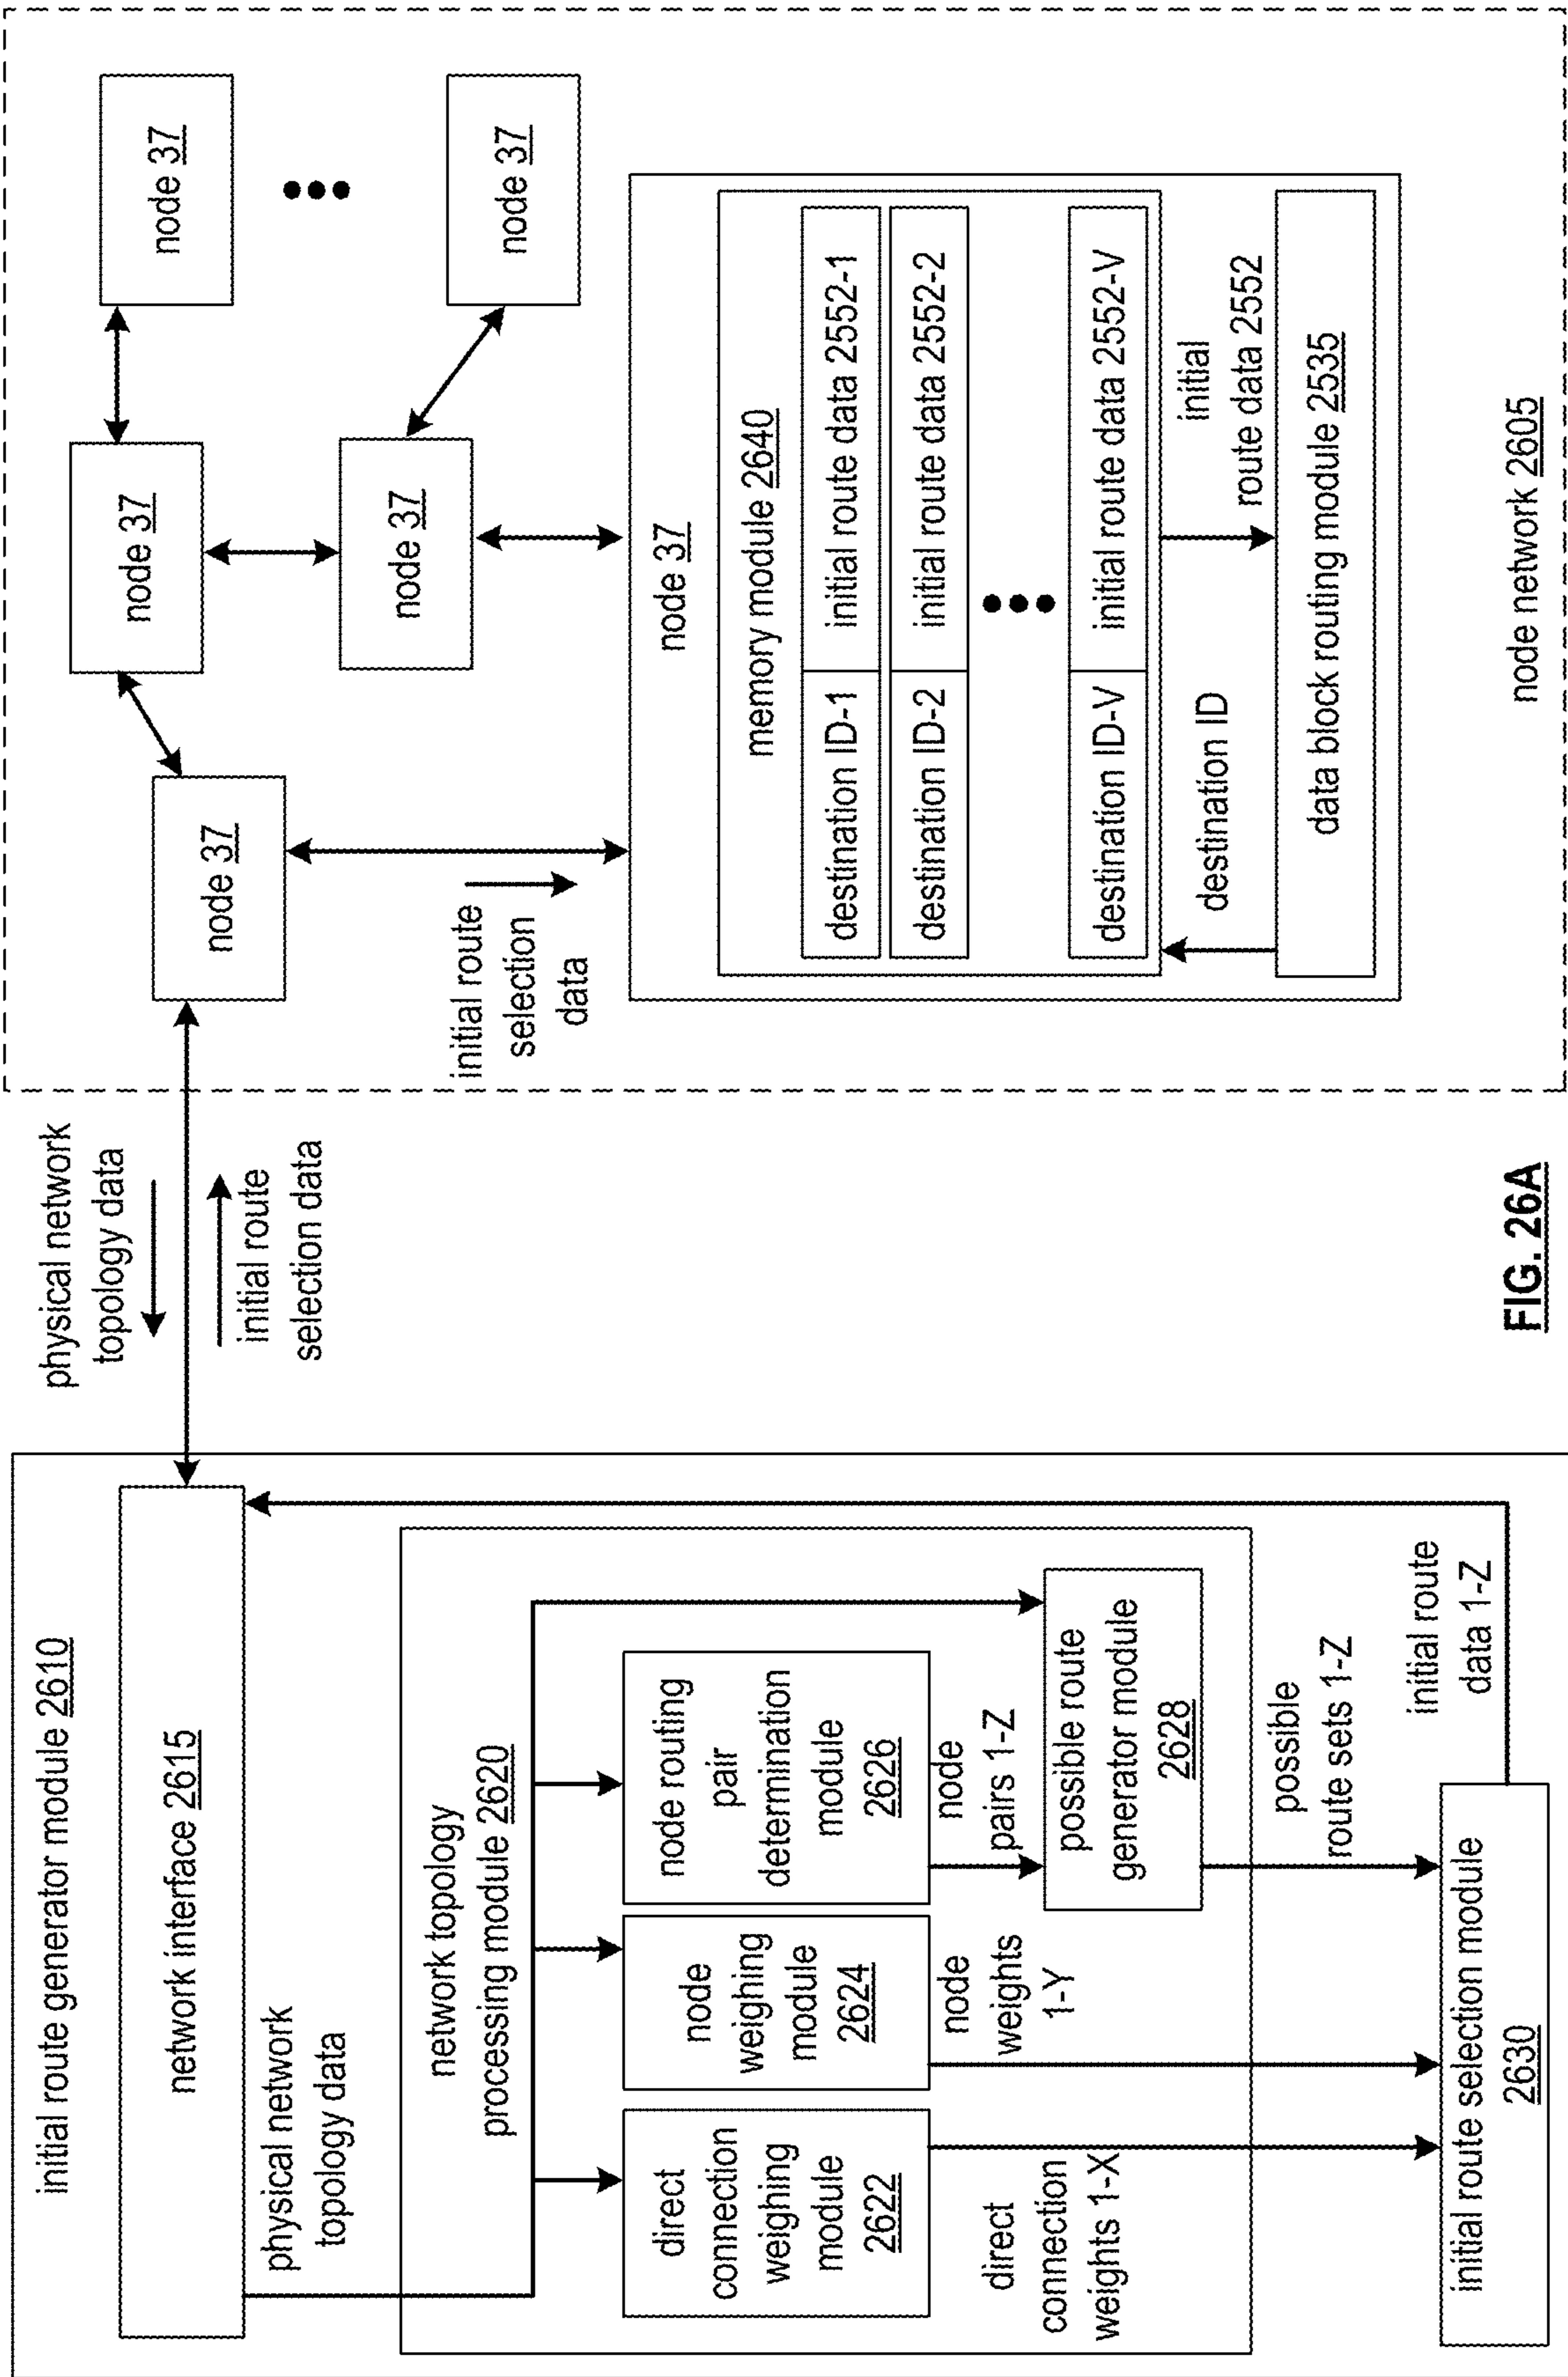 initial route generator module 2610
network interface 2615
physical network
topology data
network topology
processing module 2620
direct
connection
weighing
module
2622
node
weighing
module
2624
node routing
pair
determination
module
2626
direct
connection
weights 1-X
node
weights
1-Y
node
pairs 1-Z
possible route
generator module
2628
possible
route sets 1-Z
initial route
data 1-Z
initial route selection module
2630
physical network
topology data
initial route
selection data
FIG. 26A
node 37
node 37
node 37
node 37
node 37
initial route
selection
data
node 37
memory module 2640
destination ID-1
initial route data 2552-1
destination ID-2
initial route data 2552-2
destination ID-V
initial route data 2552-V
destination ID
initial
route data 2552
data block routing module 2535
node network 2605